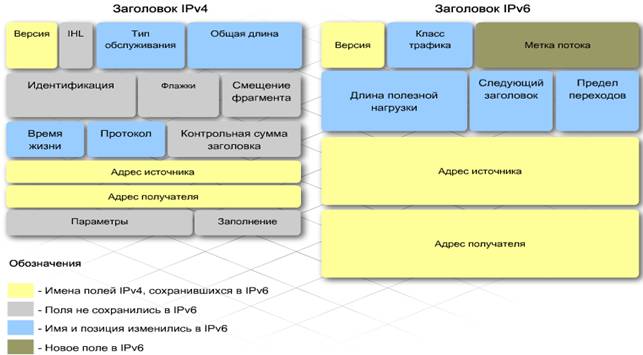 Заголовок IPv4
Версия
IHL
Тип
обслуживания
Общая длина
Идентификация
Флажки
Смещение
фрагмента
Время
жизни
Протокол
Контрольная сумма
заголовка
Адрес источника
Адрес получателя
Параметры
Заполнение
Заголовок IPv6
Версия
Класс
трафика
Метка потока
Длина полезной
нагрузки
Следующий
заголовок
Предел
переходов
Адрес источника
Адрес получателя
Обозначения
- Имена полей IPv4, сохранившихся в IPv6
- Поля не сохранились в IPv6
- Имя и позиция изменились в IPv6
- Новое поле в IPv6